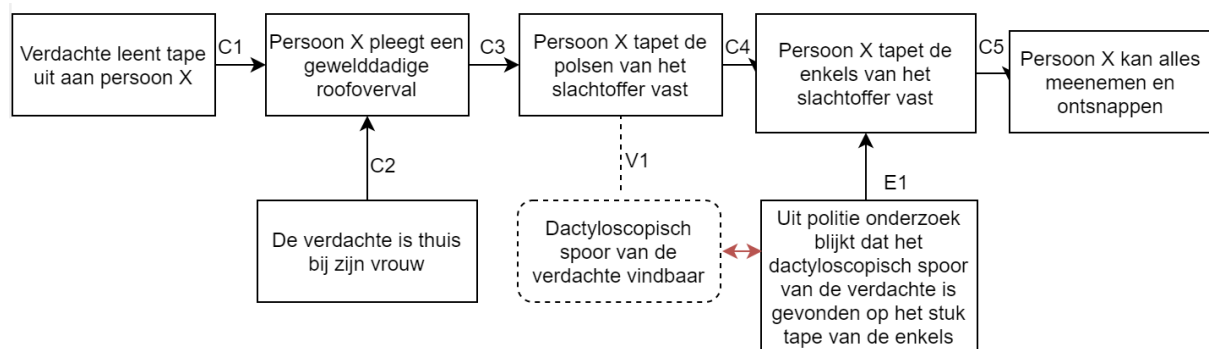 Verdachte leent tape
uit aan persoon X
C1
Persoon X pleegt een
gewelddadige
roofoverval
C3
Persoon X tapet de
polsen van het
slachtoffer vast
C4
Persoon X tapet de
enkels van het
slachtoffer vast
C5
Persoon X kan alles
meenemen en
ontsnappen
C2
V1
E1
De verdachte is thuis
bij zijn vrouw
Dactyloscopisch
spoor van de
verdachte vindbaar
Uit politie onderzoek
blijkt dat het
dactyloscopisch spoor
van de verdachte is
gevonden op het stuk
tape van de enkels